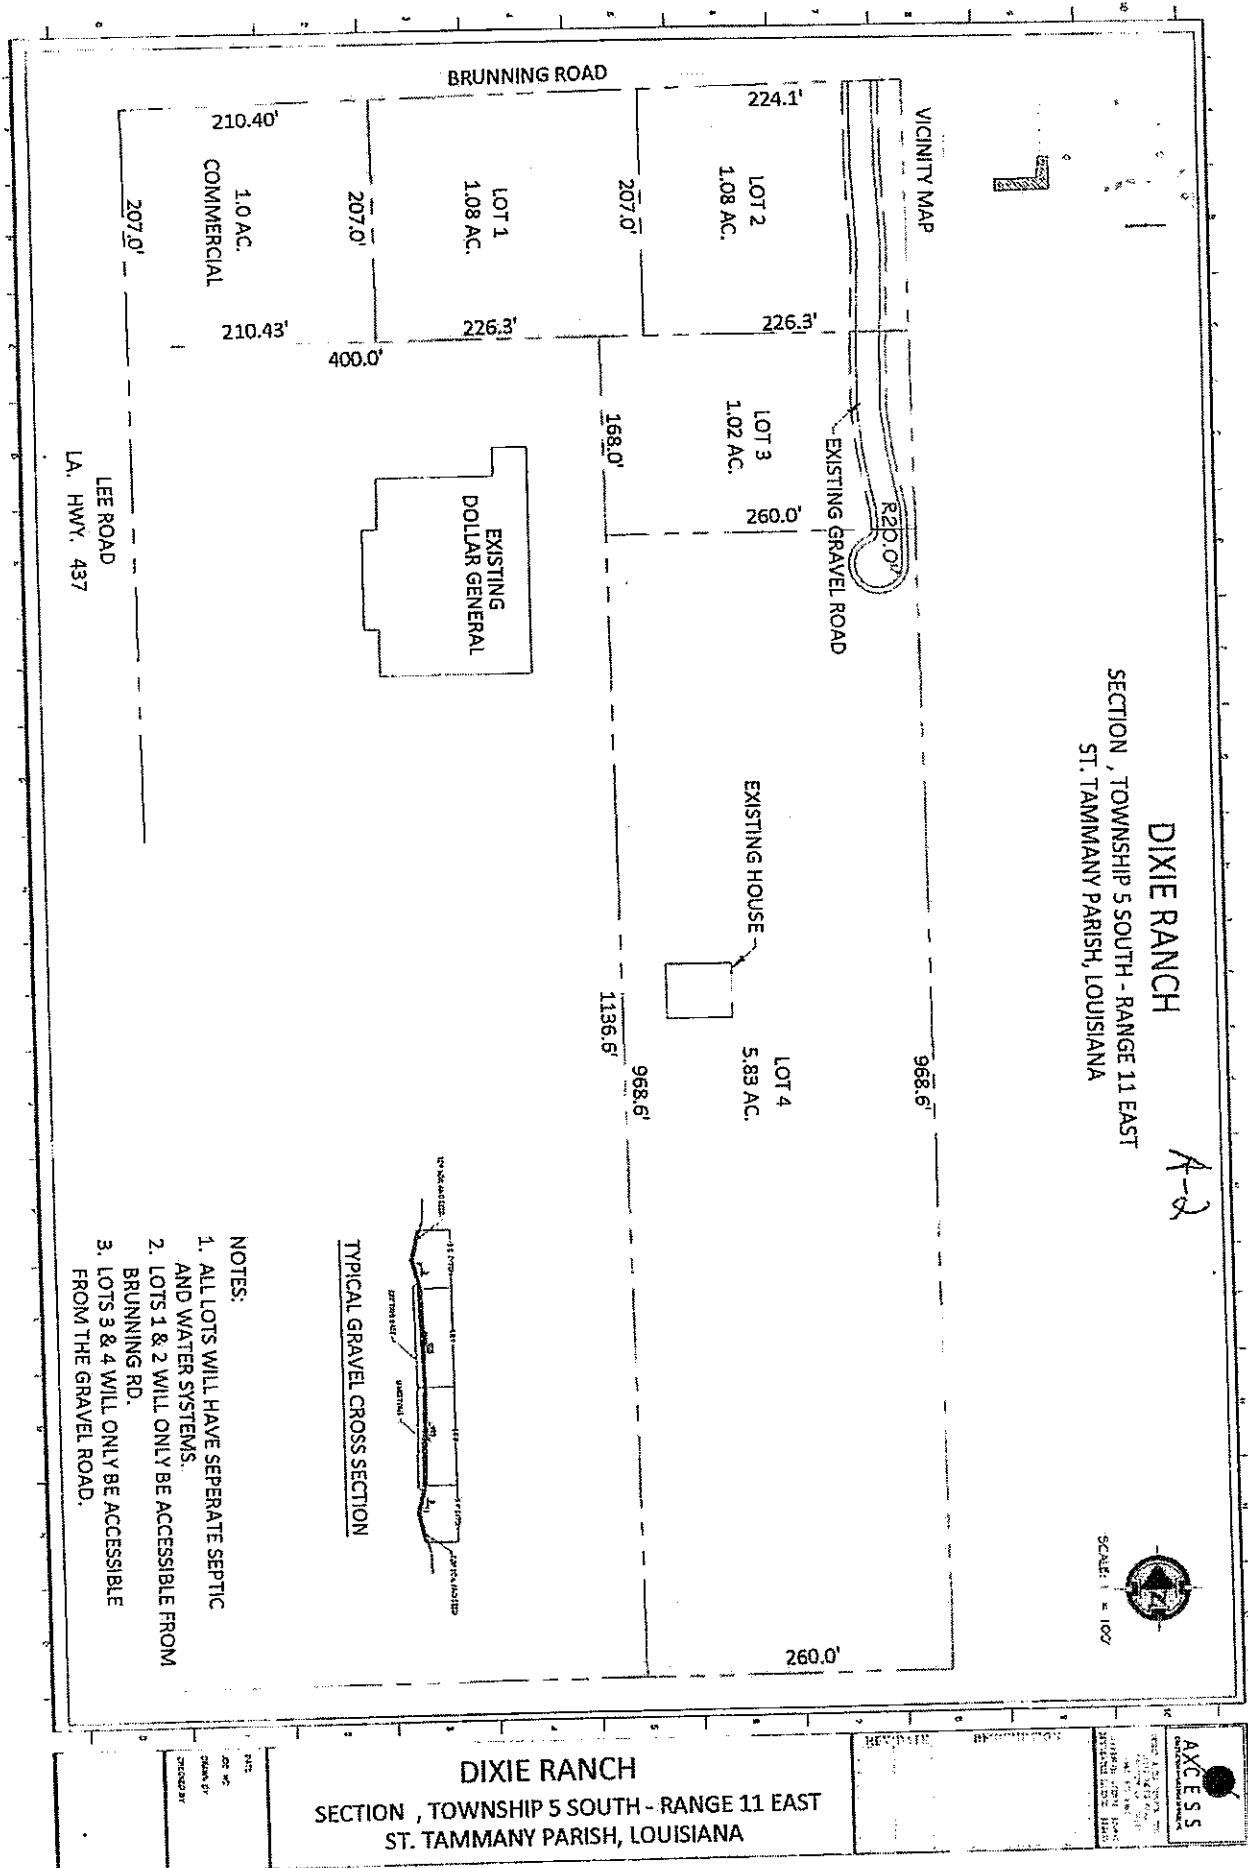 DIXIE RANCH
SECTION , TOWNSHIP 5 SOUTH - RANGE 11 EAST
ST. TAMMANY PARISH, LOUISIANA
A-2
SCALE: 1" = 100'
N
VICINITY MAP
BRUNNING ROAD
224.1'
LOT 2
1.08 AC.
207.0'
226.3'
LOT 1
1.08 AC.
207.0'
226.3'
210.40'
1.0 AC.
COMMERCIAL
207.0'
210.43'
400.0'
LOT 3
1.02 AC.
168.0'
260.0'
R20.0'
EXISTING GRAVEL ROAD
EXISTING
DOLLAR GENERAL
LEE ROAD
LA. HWY. 437
EXISTING HOUSE
LOT 4
5.83 AC.
968.6'
968.6'
1136.6'
260.0'
TYPICAL GRAVEL CROSS SECTION
NOTES:
1. ALL LOTS WILL HAVE SEPERATE SEPTIC
AND WATER SYSTEMS.
2. LOTS 1 & 2 WILL ONLY BE ACCESSIBLE FROM
BRUNNING RD.
3. LOTS 3 & 4 WILL ONLY BE ACCESSIBLE
FROM THE GRAVEL ROAD.
AXCESS
DIXIE RANCH
SECTION , TOWNSHIP 5 SOUTH - RANGE 11 EAST
ST. TAMMANY PARISH, LOUISIANA
DATE
JOB NO.
DRAWN BY
CHECKED BY